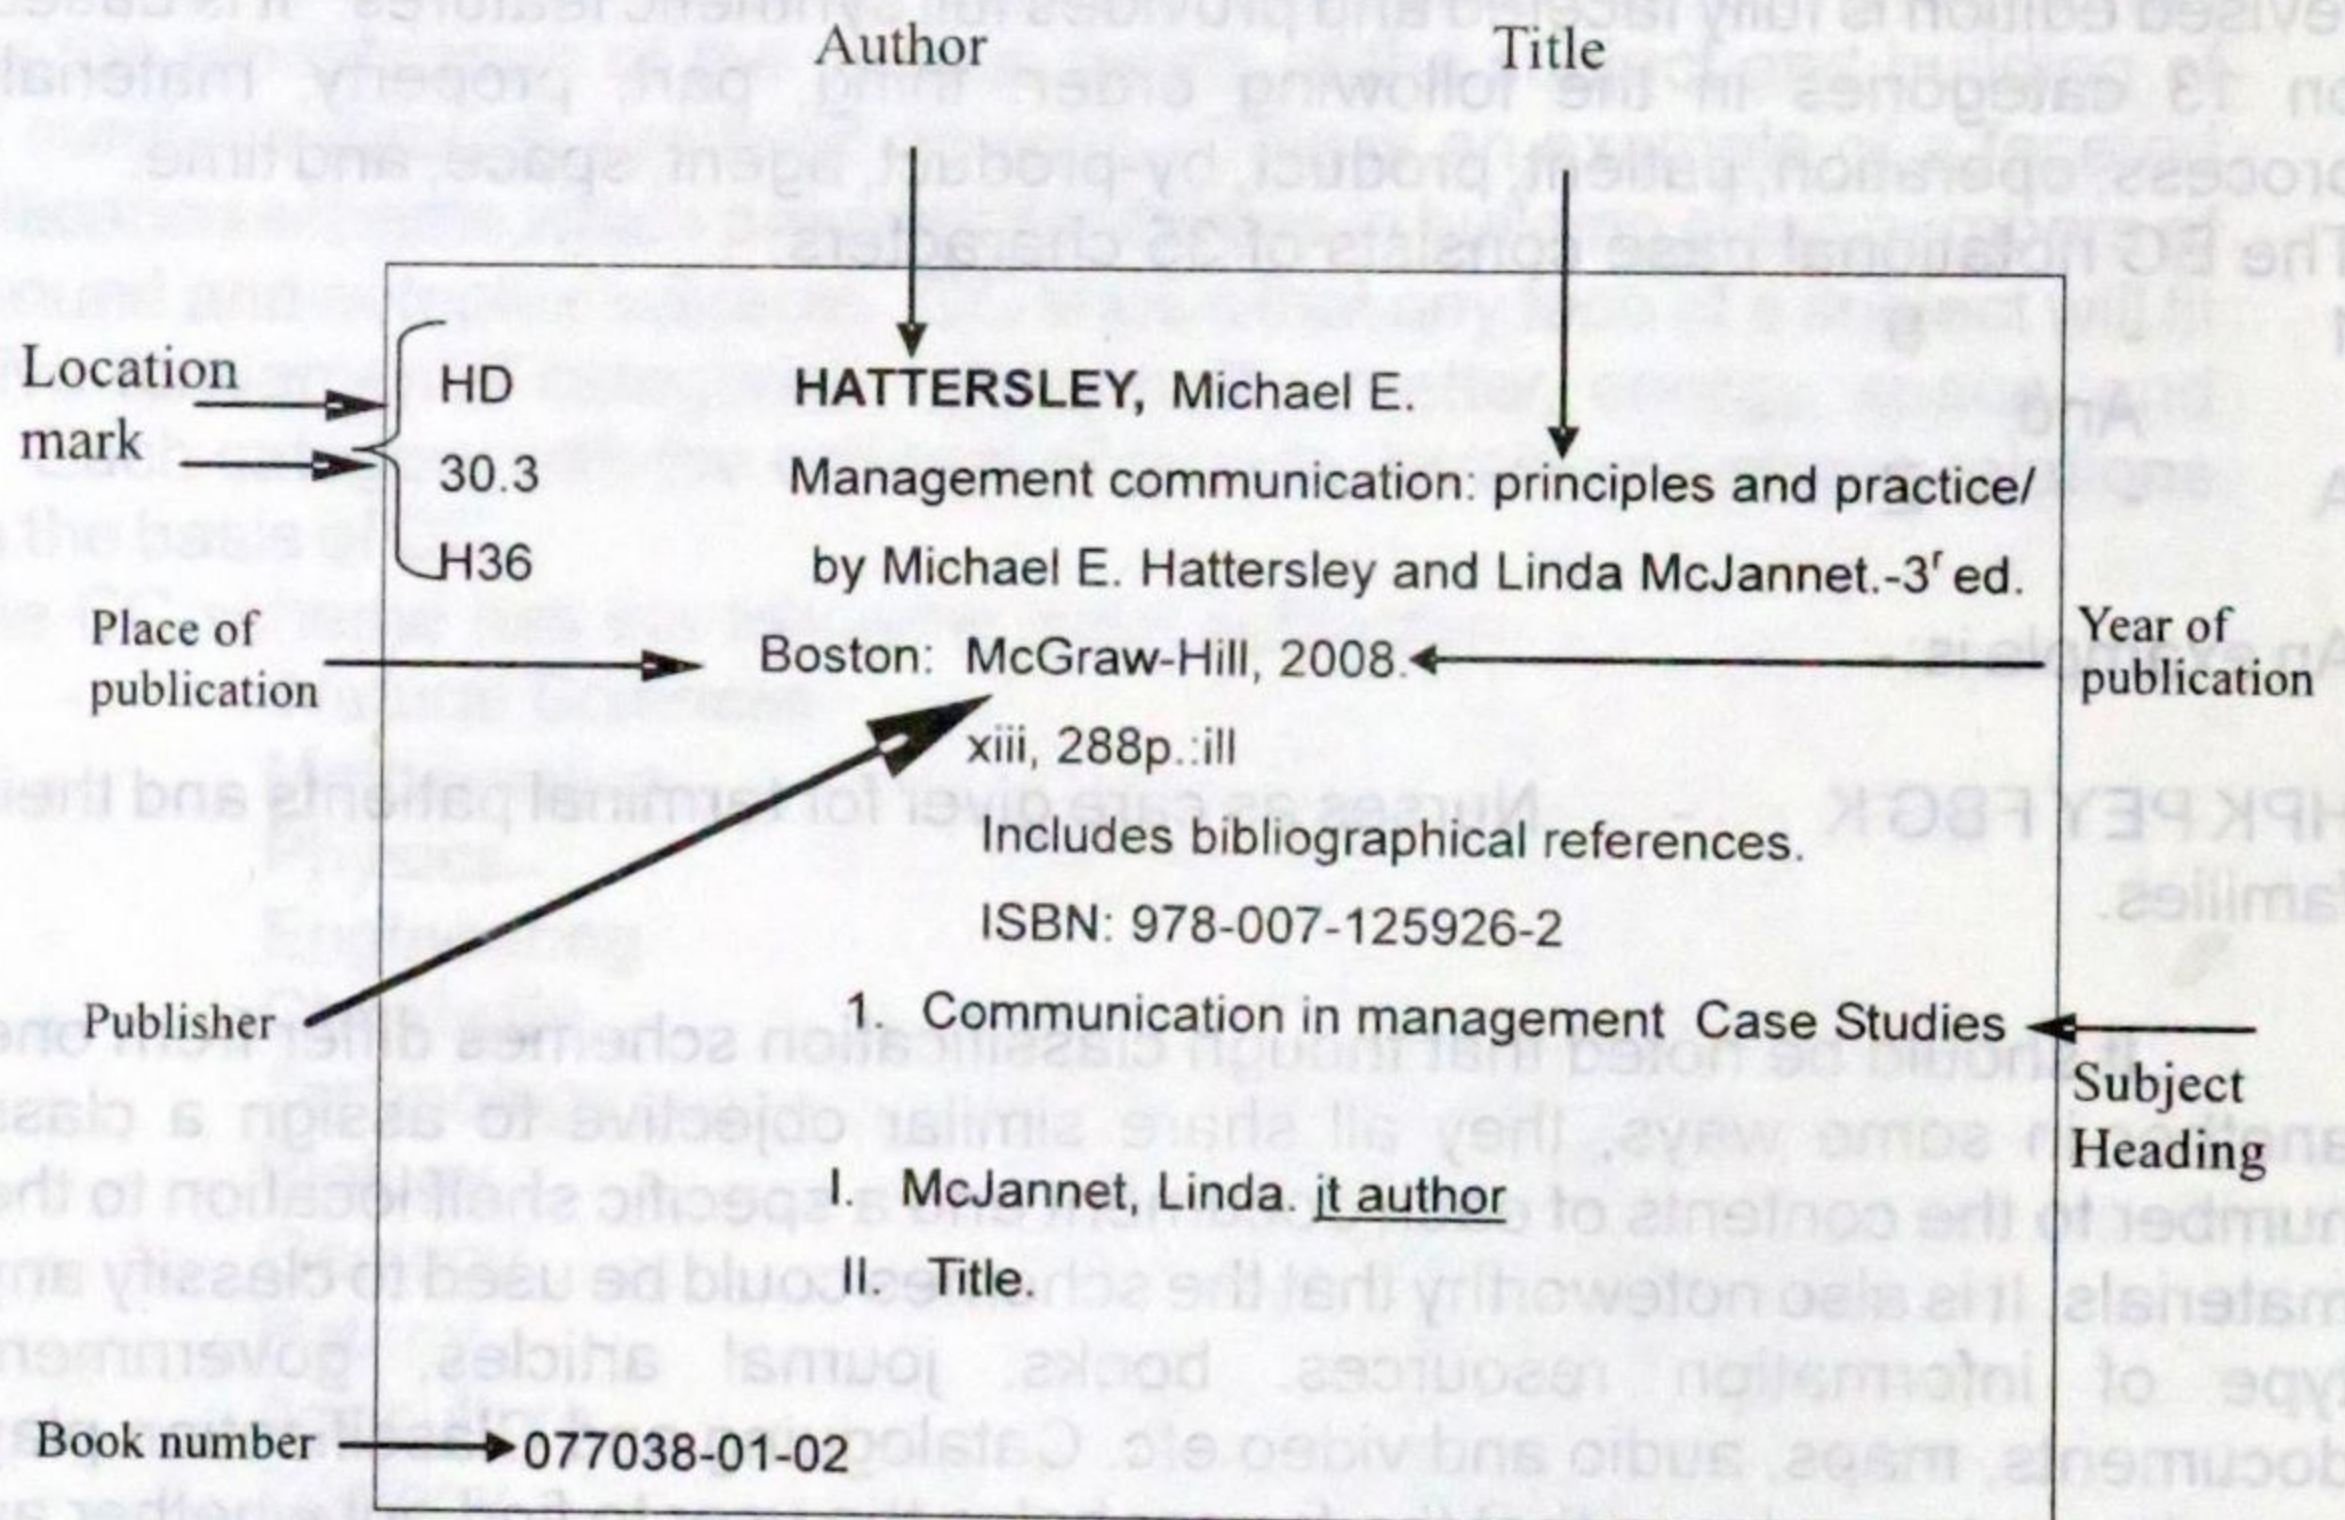 Author
Title
Location
mark
HD
30.3
H36
HATTERSLEY, Michael E.
Management communication: principles and practice/
by Michael E. Hattersley and Linda McJannet.-3ʳ ed.
Place of
publication
Boston: McGraw-Hill, 2008.
Year of
publication
xiii, 288p.:ill
Includes bibliographical references.
ISBN: 978-007-125926-2
Publisher
1. Communication in management Case Studies
Subject
Heading
I. McJannet, Linda. jt author
II. Title.
Book number
077038-01-02